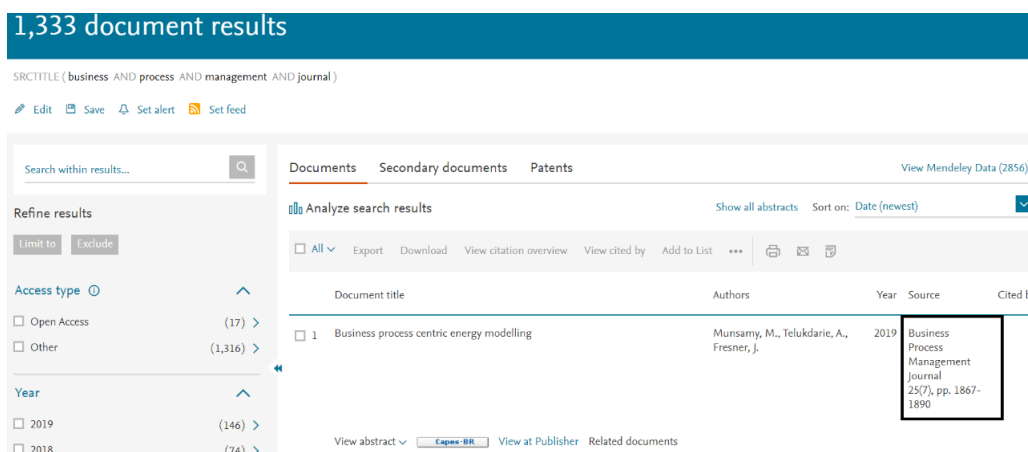 1,333 document results
SRCTITLE ( business AND process AND management AND journal )
Edit Save Set alert Set feed
Search within results...
Refine results
Limit to Exclude
Access type
Open Access (17)
Other (1,316)
Year
2019 (146)
2018 (74)
Documents Secondary documents Patents View Mendeley Data (2856)
Analyze search results Show all abstracts Sort on: Date (newest)
All Export Download View citation overview View cited by Add to List •••
Document title Authors Year Source Cited
1 Business process centric energy modelling Munsamy, M., Telukdarie, A., 2019 Business
Fresner, J. Process
Management
Journal
25(7), pp. 1867-
1890
View abstract Capes-BR View at Publisher Related documents